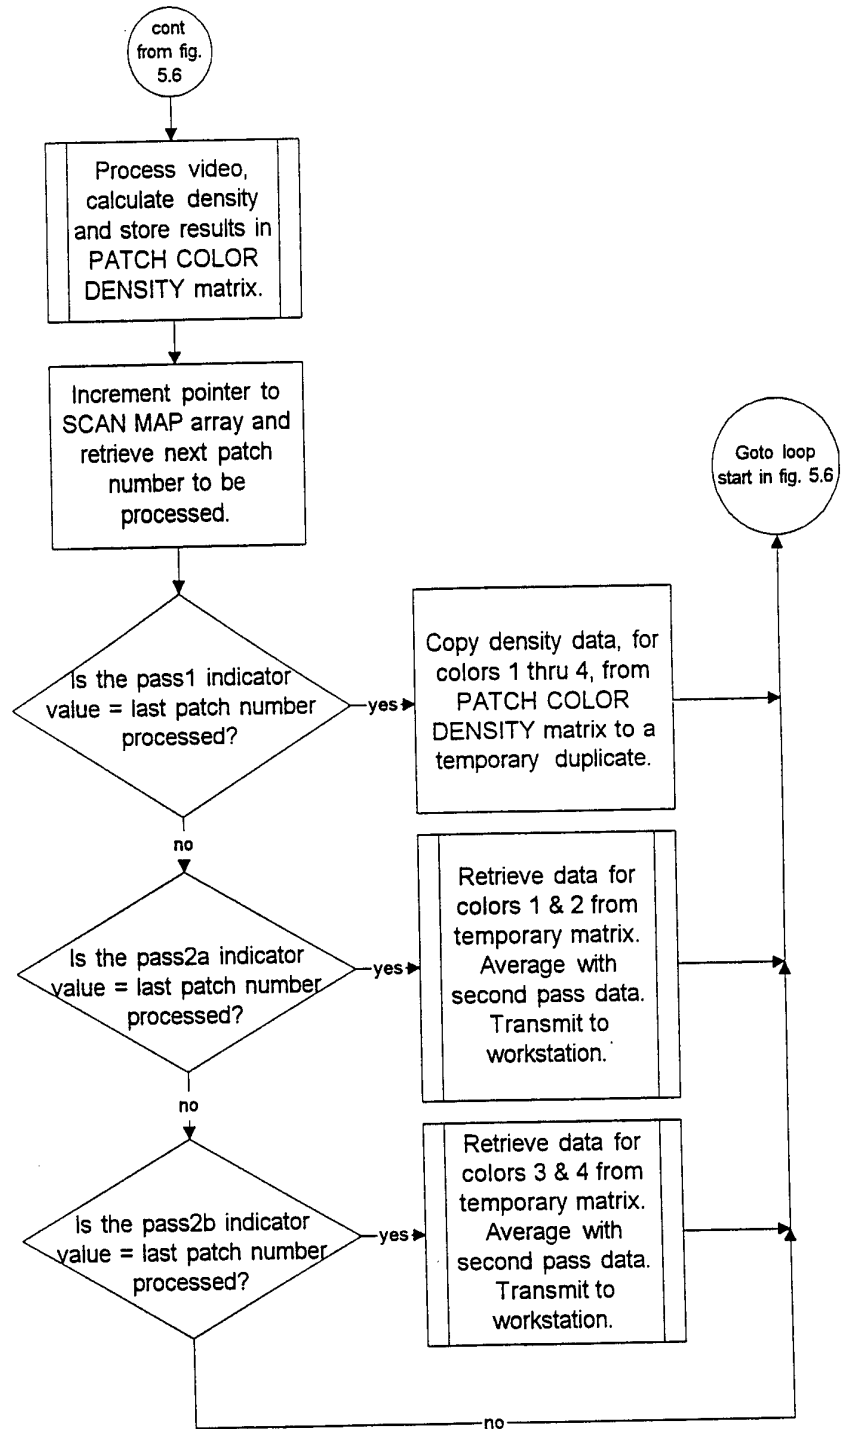 cont
from fig.
5.6
Process video,
calculate density
and store results in
PATCH COLOR
DENSITY matrix.
Increment pointer to
SCAN MAP array and
retrieve next patch
number to be
processed.
Goto loop
start in fig. 5.6
Is the pass1 indicator
value = last patch number
processed?
yes
Copy density data, for
colors 1 thru 4, from
PATCH COLOR
DENSITY matrix to a
temporary duplicate.
no
Is the pass2a indicator
value = last patch number
processed?
yes
Retrieve data for
colors 1 & 2 from
temporary matrix.
Average with
second pass data.
Transmit to
workstation.
no
Is the pass2b indicator
value = last patch number
processed?
yes
Retrieve data for
colors 3 & 4 from
temporary matrix.
Average with
second pass data.
Transmit to
workstation.
no